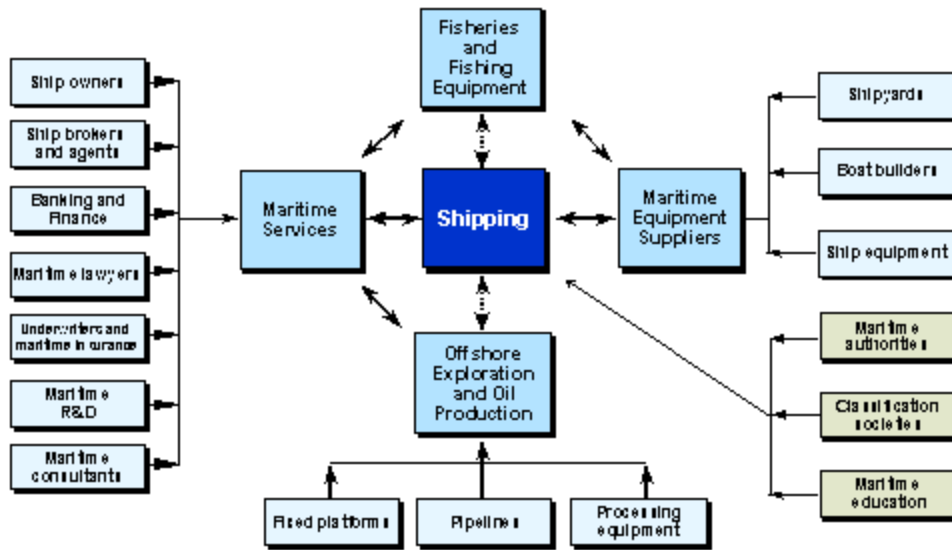 Fisheries
and
Fishing
Equipment
Ship owners
Ship brokers
and agents
Banking and
Finance
Maritime lawyers
Underwriters and
maritime insurance
Maritime
R&D
Maritime
consultants
Maritime
Services
Shipping
Maritime
Equipment
Suppliers
Shipyards
Boat builders
Ship equipment
Maritime
authorities
Classification
societies
Maritime
education
Offshore
Exploration
and Oil
Production
Fixed platforms
Pipelines
Processing
equipment